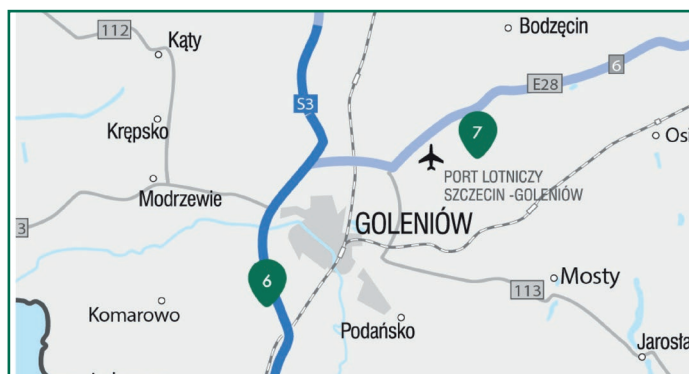 112
Kąty
Bodzęcin
6
E28
S3
Krępsko
7
Osi
PORT LOTNICZY
SZCZECIN -GOLENIÓW
Modrzewie
3
GOLENIÓW
6
Mosty
113
Komarowo
Podańsko
Jarosła